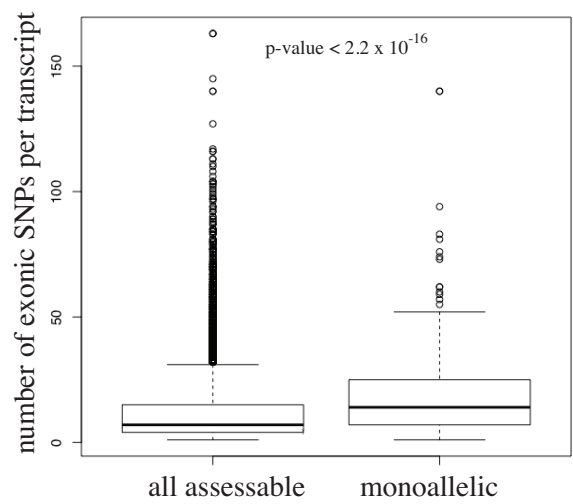 number of exonic SNPs per transcript
150
100
50
0
p-value < 2.2 x 10^-16
all assessable
monoallelic